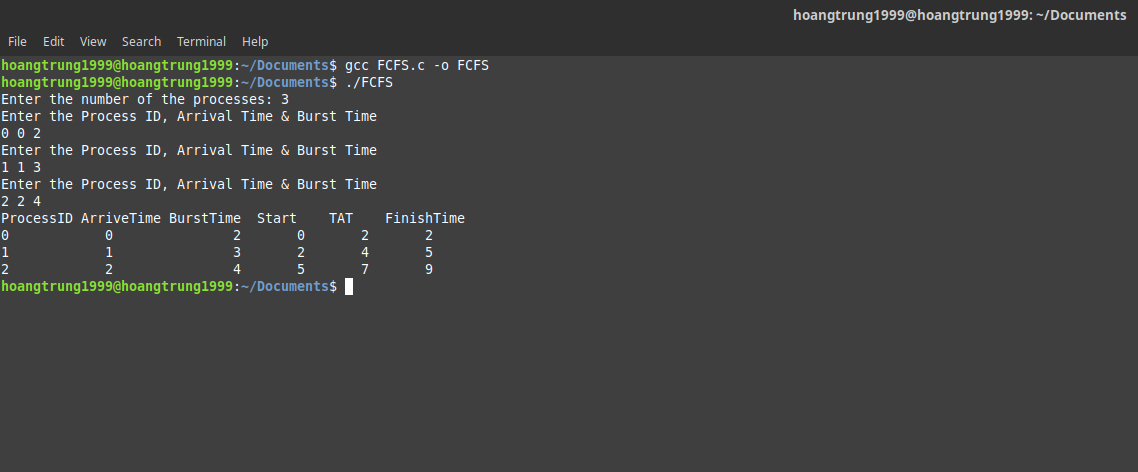 hoangtrung1999@hoangtrung1999: ~/Documents
File Edit View Search Terminal Help
hoangtrung1999@hoangtrung1999:~/Documents$ gcc FCFS.c -o FCFS
hoangtrung1999@hoangtrung1999:~/Documents$ ./FCFS
Enter the number of the processes: 3
Enter the Process ID, Arrival Time & Burst Time
0 0 2
Enter the Process ID, Arrival Time & Burst Time
1 1 3
Enter the Process ID, Arrival Time & Burst Time
2 2 4
ProcessID ArriveTime BurstTime  Start    TAT    FinishTime
0            0               2       0       2       2
1            1               3       2       4       5
2            2               4       5       7       9
hoangtrung1999@hoangtrung1999:~/Documents$